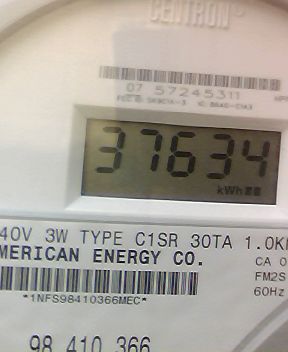 CENTRON
07 57245311
37634
kWh
40V 3W TYPE C1SR 30TA 1.0K
MERICAN ENERGY CO.
CA 0
FM2S
60Hz
*1NFS98410366MEC*
98 410 366